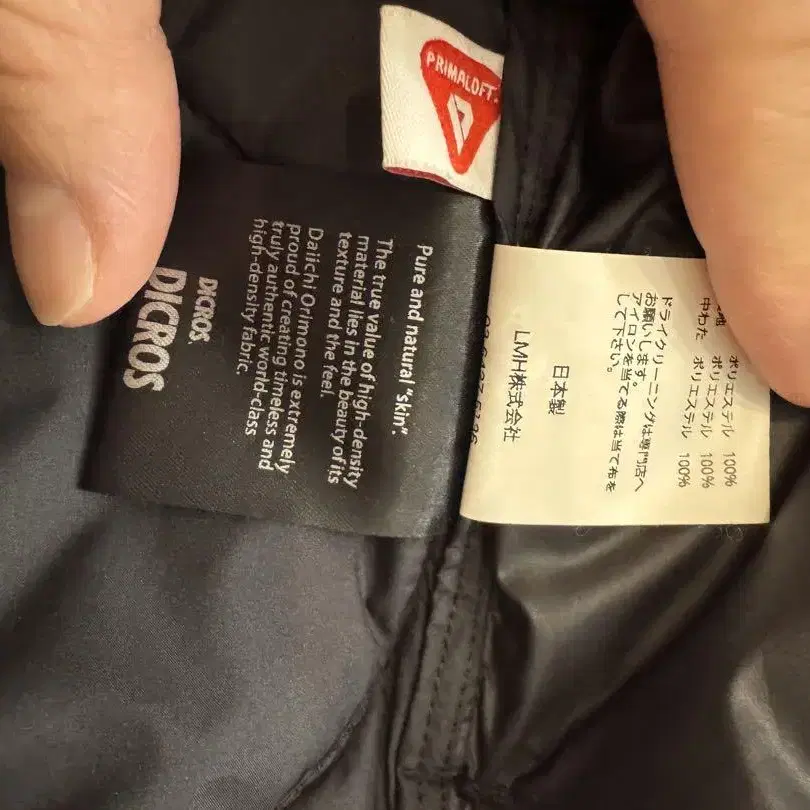 PRIMALOFT
Pure and natural "skin".
The true value of high-density
material lies in the beauty of its
texture and the feel.
Daiichi Orimono is extremely
proud of creating timeless and
truly authentic world-class
high-density fabric.
DICROS.
DICROS
ポリエステル 100%
ポリエステル 100%
中わた ポリエステル 100%
ドライクリーニングは専門店へ
お願いします。
アイロンを当てる際は当て布を
して下さい。
日本製
LMH株式会社